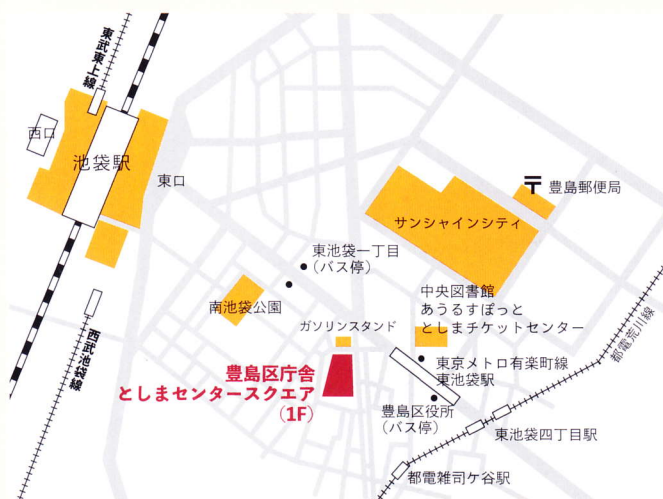 東武東上線
西口
池袋駅
東口
〒 豊島郵便局
サンシャインシティ
東池袋一丁目
(バス停)
中央図書館
あうるすぽっと
としまチケットセンター
南池袋公園
ガソリンスタンド
都電荒川線
西武池袋線
豊島区庁舎
としまセンタースクエア
(1F)
東京メトロ有楽町線
東池袋駅
豊島区役所
(バス停)
東池袋四丁目駅
都電雑司ケ谷駅